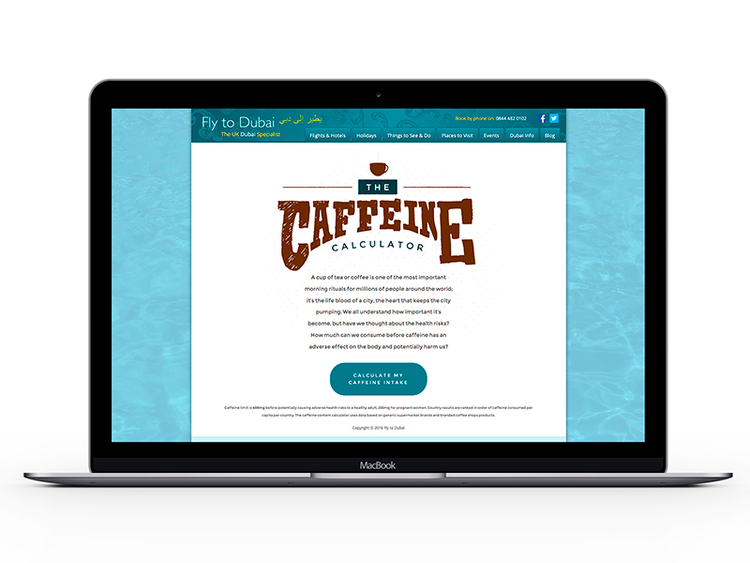 Fly to Dubai يطير إلى دبي
The UK Dubai Specialist
Book by phone on: 0844 482 0102
Flights & Hotels Holidays Things to See & Do Places to Visit Events Dubai Info Blog
THE
CAFFEINE
CALCULATOR
A cup of tea or coffee is one of the most important
morning rituals for millions of people around the world;
it's the life blood of a city, the heart that keeps the city
pumping. We all understand how important it's
become, but have we thought about the health risks?
How much can we consume before caffeine has an
adverse effect on the body and potentially harm us?
CALCULATE MY
CAFFEINE INTAKE
Caffeine limit is 400mg before potentially causing adverse health risks to a healthy adult, 200mg for pregnant women. Country results are ranked in order of caffeine consumed per
capita per country. The caffeine content calculator uses data based on generic supermarket brands and branded coffee shops products.
Copyright © 2016 Fly to Dubai
MacBook